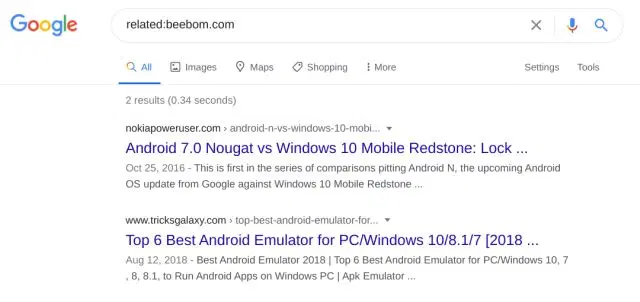 Google
related:beebom.com
All Images Maps Shopping More Settings Tools
2 results (0.34 seconds)
nokiapoweruser.com › android-n-vs-windows-10-mobi...
Android 7.0 Nougat vs Windows 10 Mobile Redstone: Lock ...
Oct 25, 2016 - This is first in the series of comparisons pitting Android N, the upcoming Android
OS update from Google against Windows 10 Mobile Redstone ...
www.tricksgalaxy.com › top-best-android-emulator-for...
Top 6 Best Android Emulator for PC/Windows 10/8.1/7 [2018 ...
Aug 12, 2018 - Best Android Emulator 2018 | Top 6 Best Android Emulator for PC/Windows 10, 7
, 8, 8.1, to Run Android Apps on Windows PC | Apk Emulator ...